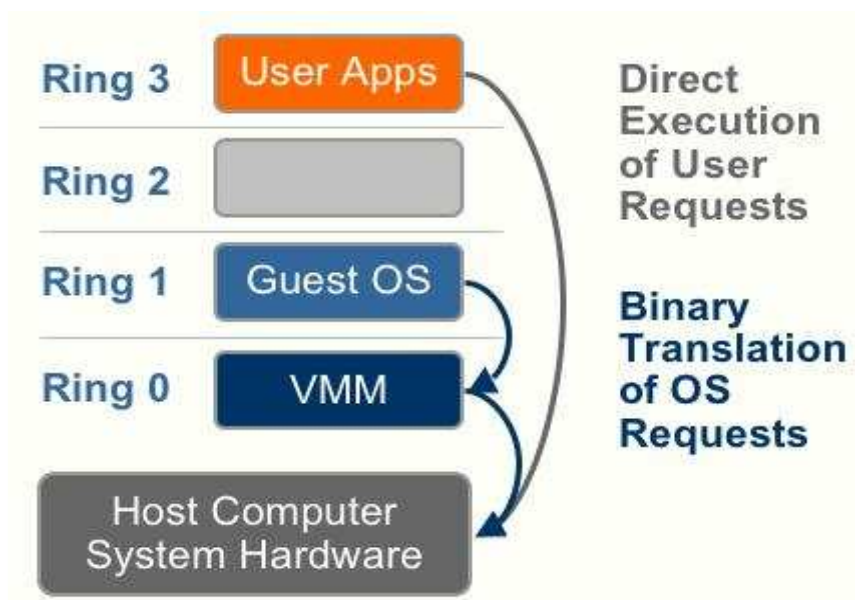 Ring 3
User Apps
Ring 2
Ring 1
Guest OS
Ring 0
VMM
Host Computer
System Hardware
Direct
Execution
of User
Requests
Binary
Translation
of OS
Requests